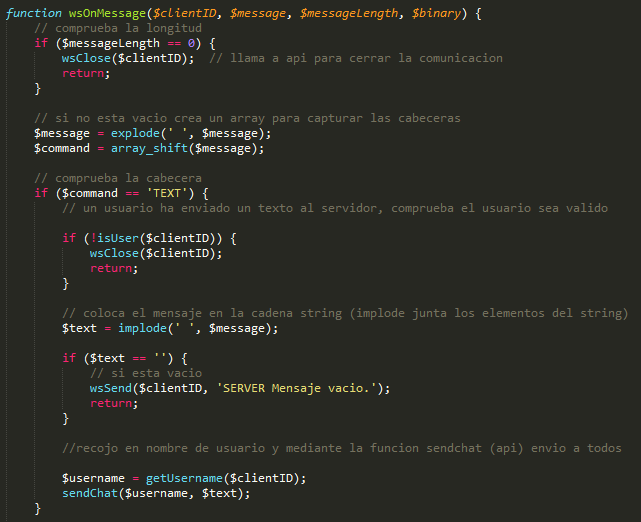 function wsOnMessage($clientID, $message, $messageLength, $binary) {
// comprueba la longitud
if ($messageLength == 0) {
wsClose($clientID);  // llama a api para cerrar la comunicacion
return;
}
// si no esta vacio crea un array para capturar las cabeceras
$message = explode(' ', $message);
$command = array_shift($message);
// comprueba la cabecera
if ($command == 'TEXT') {
// un usuario ha enviado un texto al servidor, comprueba el usuario sea valido
if (!isUser($clientID)) {
wsClose($clientID);
return;
}
// coloca el mensaje en la cadena string (implode junta los elementos del string)
$text = implode(' ', $message);
if ($text == '') {
// si esta vacio
wsSend($clientID, 'SERVER Mensaje vacio.');
return;
}
//recojo en nombre de usuario y mediante la funcion sendchat (api) envio a todos
$username = getUsername($clientID);
sendChat($username, $text);
}